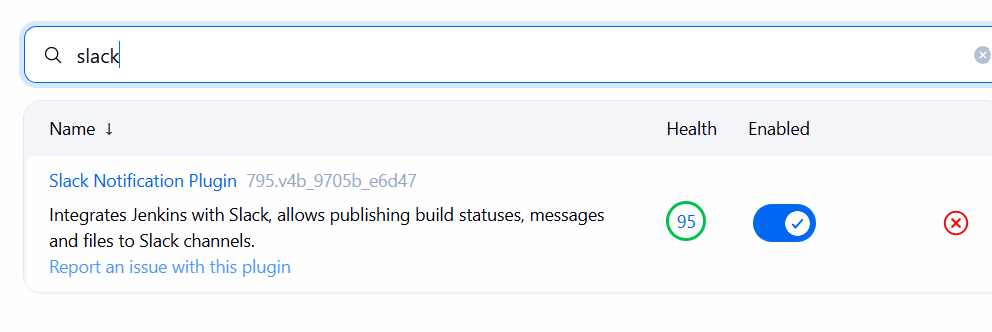 slack
Name ↓ Health Enabled
Slack Notification Plugin 795.v4b_9705b_e6d47
Integrates Jenkins with Slack, allows publishing build statuses, messages
and files to Slack channels.
95
Report an issue with this plugin